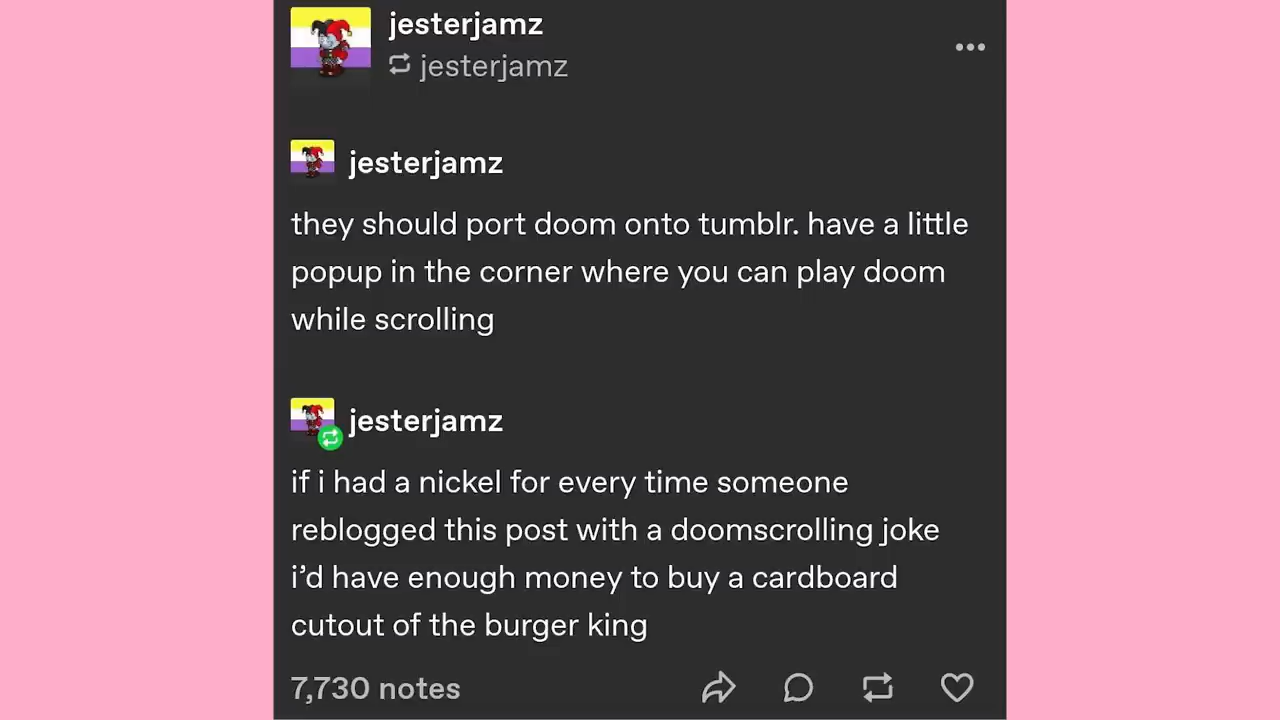 jesterjamz
jesterjamz
jesterjamz
they should port doom onto tumblr. have a little
popup in the corner where you can play doom
while scrolling
jesterjamz
if i had a nickel for every time someone
reblogged this post with a doomscrolling joke
i’d have enough money to buy a cardboard
cutout of the burger king
7,730 notes